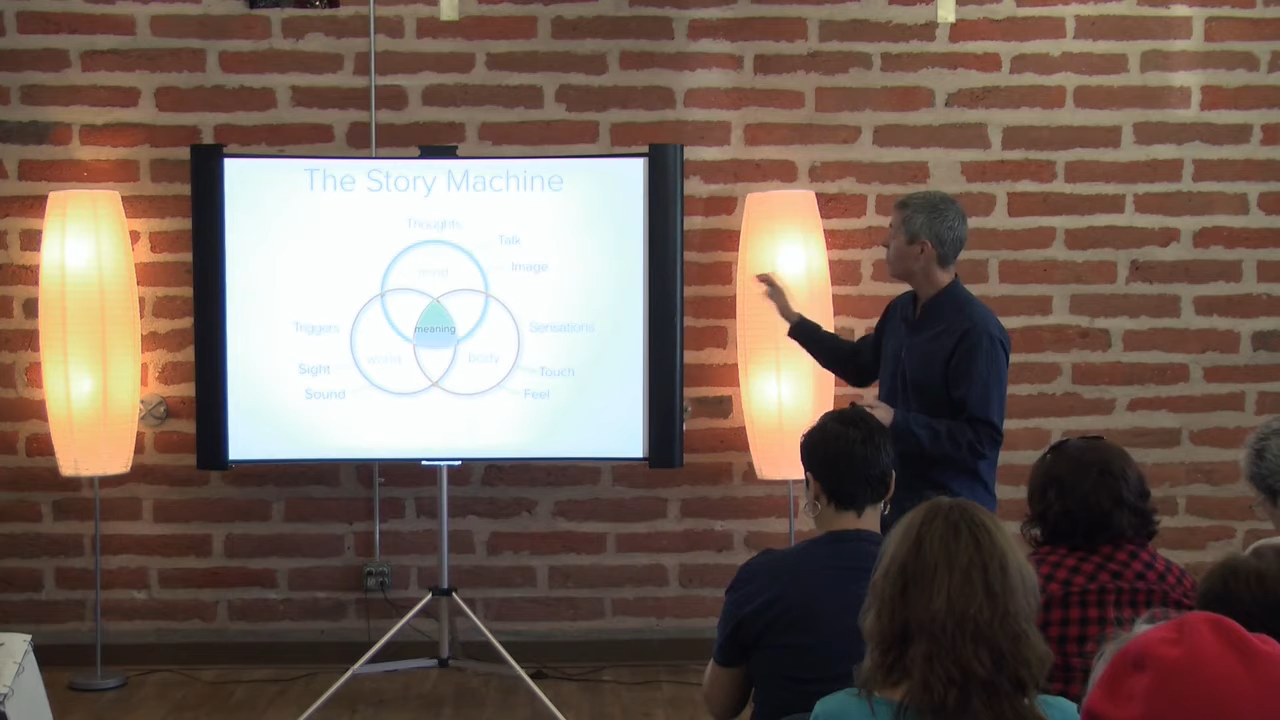 The Story Machine
Thoughts
Talk
mind
Image
Triggers
meaning
Sensations
world
body
Sight
Touch
Sound
Feel